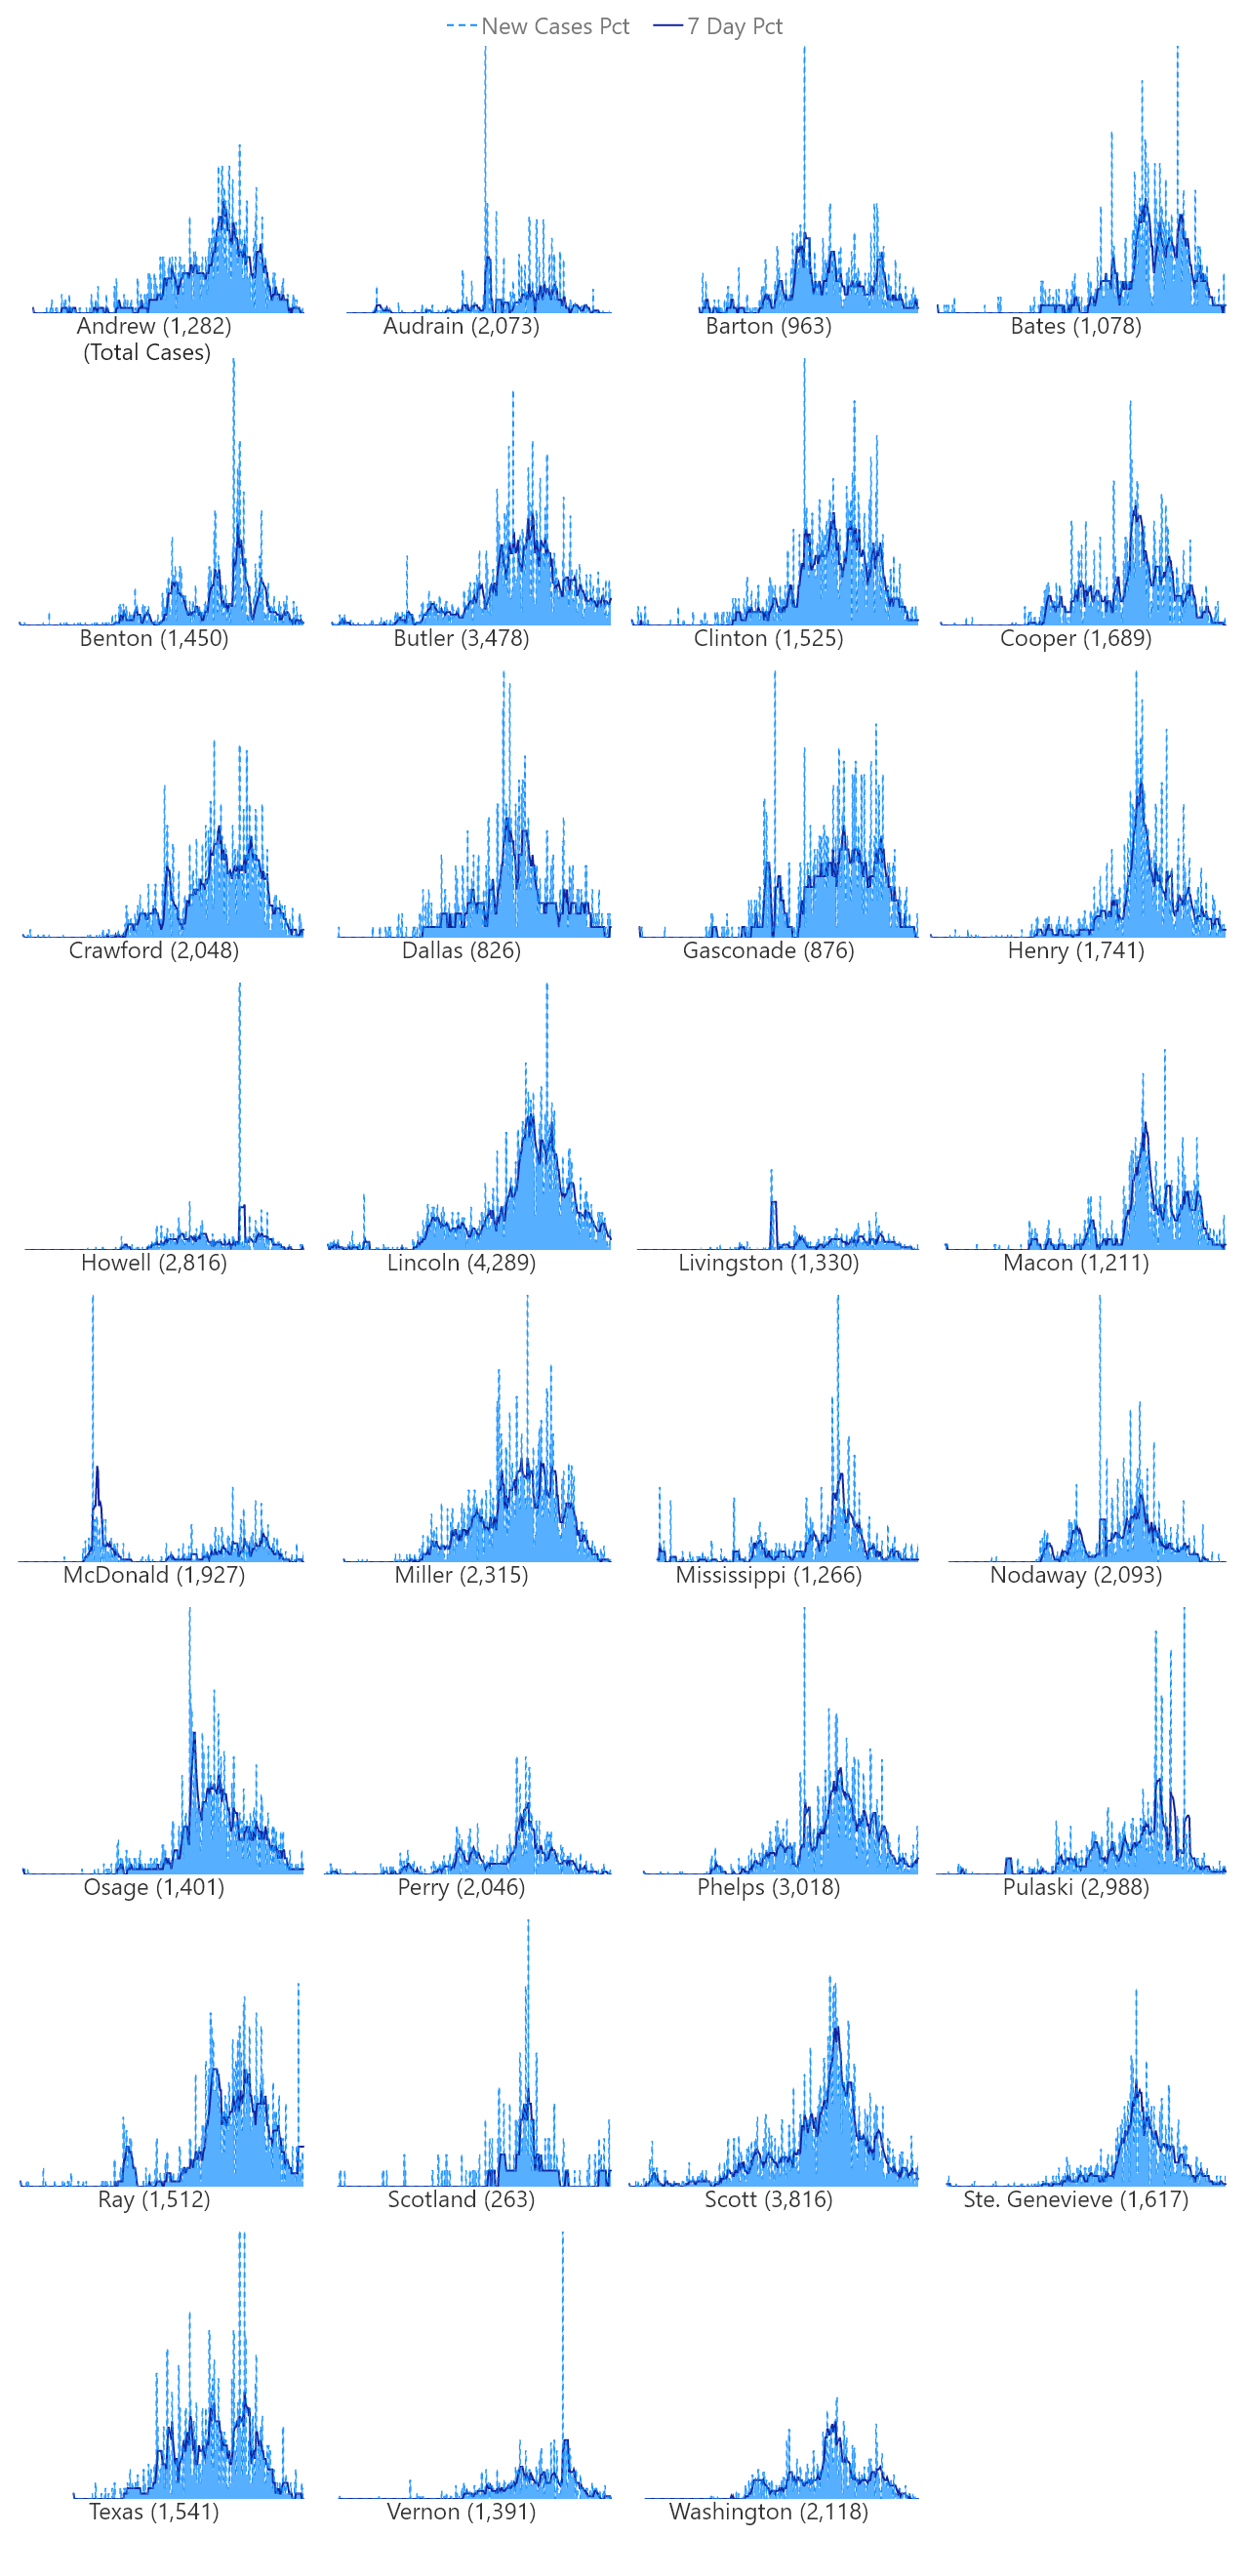 New Cases Pct 7 Day Pct
Andrew (1,282) Audrain (2,073) Barton (963) Bates (1,078)
(Total Cases)
Benton (1,450) Butler (3,478) Clinton (1,525) Cooper (1,689)
Crawford (2,048) Dallas (826) Gasconade (876) Henry (1,741)
Howell (2,816) Lincoln (4,289) Livingston (1,330) Macon (1,211)
McDonald (1,927) Miller (2,315) Mississippi (1,266) Nodaway (2,093)
Osage (1,401) Perry (2,046) Phelps (3,018) Pulaski (2,988)
Ray (1,512) Scotland (263) Scott (3,816) Ste. Genevieve (1,617)
Texas (1,541) Vernon (1,391) Washington (2,118)